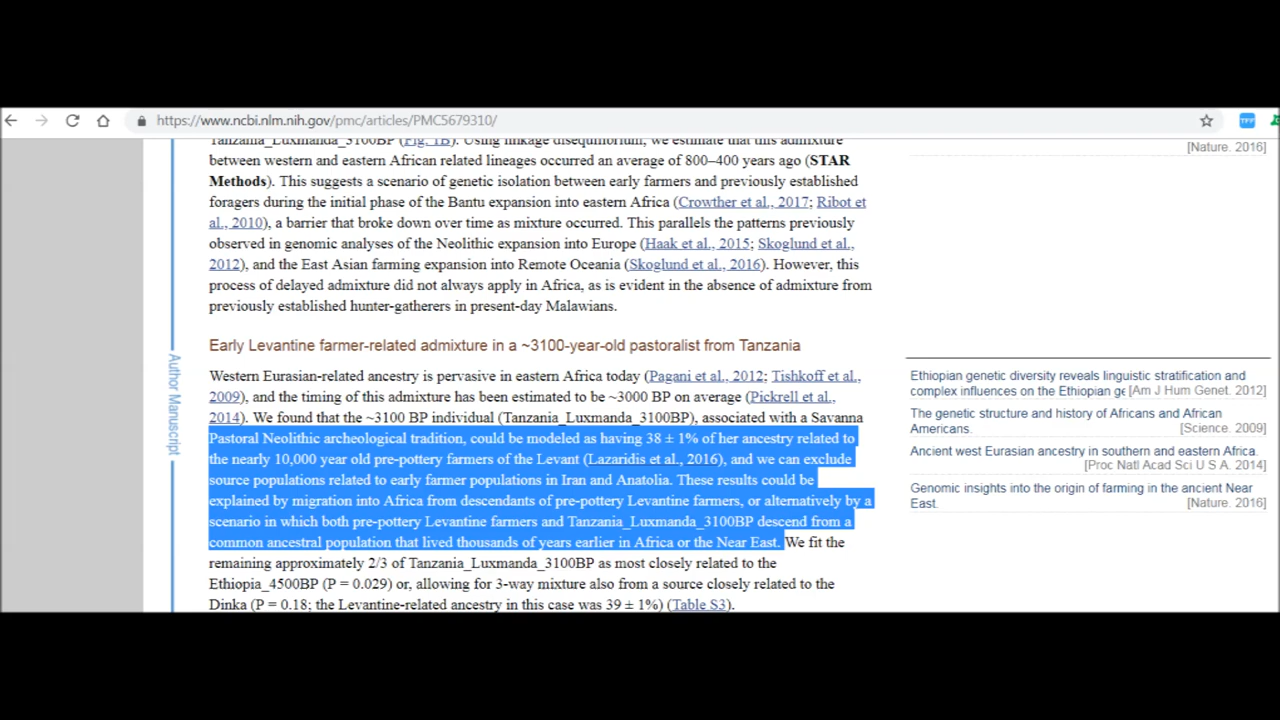 https://www.ncbi.nlm.nih.gov/pmc/articles/PMC5679310/
TFF
Tanzania_Luxmanda_3100BP (Fig. 1B). Using linkage disequilibrium, we estimate that this admixture
between western and eastern African related lineages occurred an average of 800–400 years ago (STAR
Methods). This suggests a scenario of genetic isolation between early farmers and previously established
foragers during the initial phase of the Bantu expansion into eastern Africa (Crowther et al., 2017; Ribot et
al., 2010), a barrier that broke down over time as mixture occurred. This parallels the patterns previously
observed in genomic analyses of the Neolithic expansion into Europe (Haak et al., 2015; Skoglund et al.,
2012), and the East Asian farming expansion into Remote Oceania (Skoglund et al., 2016). However, this
process of delayed admixture did not always apply in Africa, as is evident in the absence of admixture from
previously established hunter-gatherers in present-day Malawians.
Early Levantine farmer-related admixture in a ~3100-year-old pastoralist from Tanzania
Western Eurasian-related ancestry is pervasive in eastern Africa today (Pagani et al., 2012; Tishkoff et al.,
2009), and the timing of this admixture has been estimated to be ~3000 BP on average (Pickrell et al.,
2014). We found that the ~3100 BP individual (Tanzania_Luxmanda_3100BP), associated with a Savanna
Pastoral Neolithic archeological tradition, could be modeled as having 38 ± 1% of her ancestry related to
the nearly 10,000 year old pre-pottery farmers of the Levant (Lazaridis et al., 2016), and we can exclude
source populations related to early farmer populations in Iran and Anatolia. These results could be
explained by migration into Africa from descendants of pre-pottery Levantine farmers, or alternatively by a
scenario in which both pre-pottery Levantine farmers and Tanzania_Luxmanda_3100BP descend from a
common ancestral population that lived thousands of years earlier in Africa or the Near East. We fit the
remaining approximately 2/3 of Tanzania_Luxmanda_3100BP as most closely related to the
Ethiopia_4500BP (P = 0.029) or, allowing for 3-way mixture also from a source closely related to the
Dinka (P = 0.18; the Levantine-related ancestry in this case was 39 ± 1%) (Table S3).
Author Manuscript
[Nature. 2016]
Ethiopian genetic diversity reveals linguistic stratification and
complex influences on the Ethiopian ge [Am J Hum Genet. 2012]
The genetic structure and history of Africans and African
Americans. [Science. 2009]
Ancient west Eurasian ancestry in southern and eastern Africa.
[Proc Natl Acad Sci U S A. 2014]
Genomic insights into the origin of farming in the ancient Near
East. [Nature. 2016]